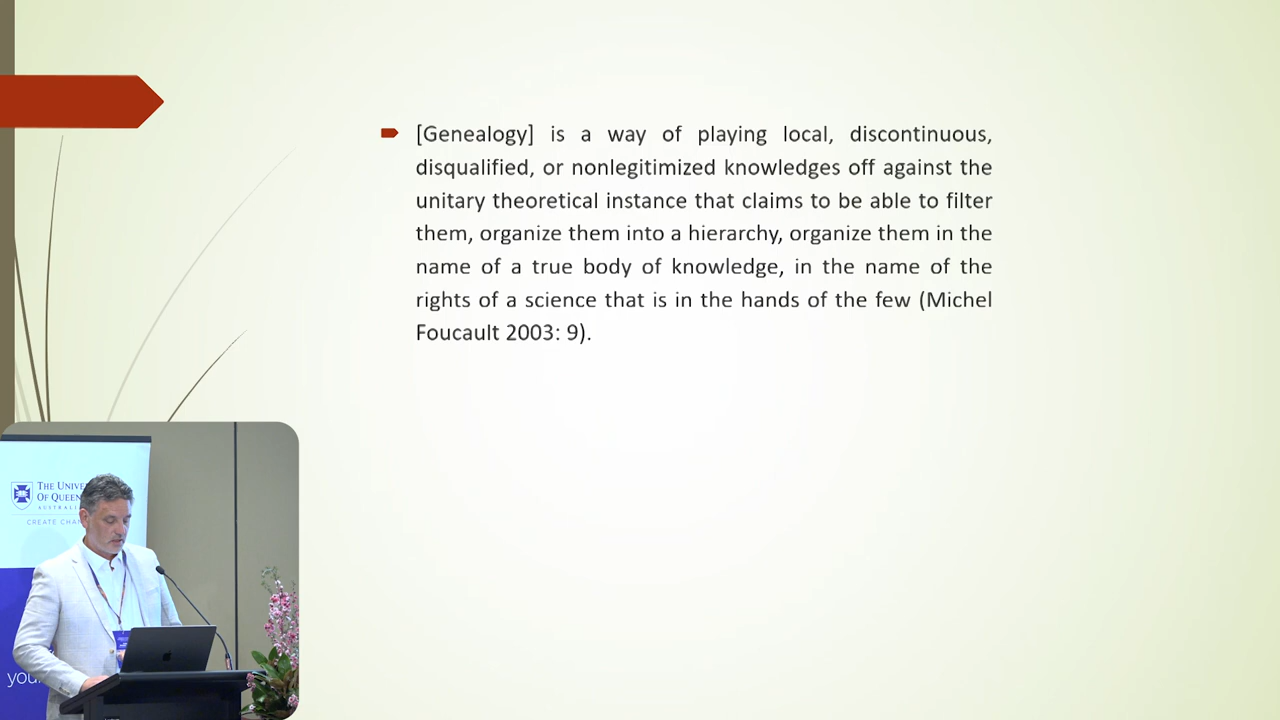 [Genealogy] is a way of playing local, discontinuous,
disqualified, or nonlegitimized knowledges off against the
unitary theoretical instance that claims to be able to filter
them, organize them into a hierarchy, organize them in the
name of a true body of knowledge, in the name of the
rights of a science that is in the hands of the few (Michel
Foucault 2003: 9).
THE UNIVE
OF QUEEN
AUSTRALIA
CREATE CHAN
you